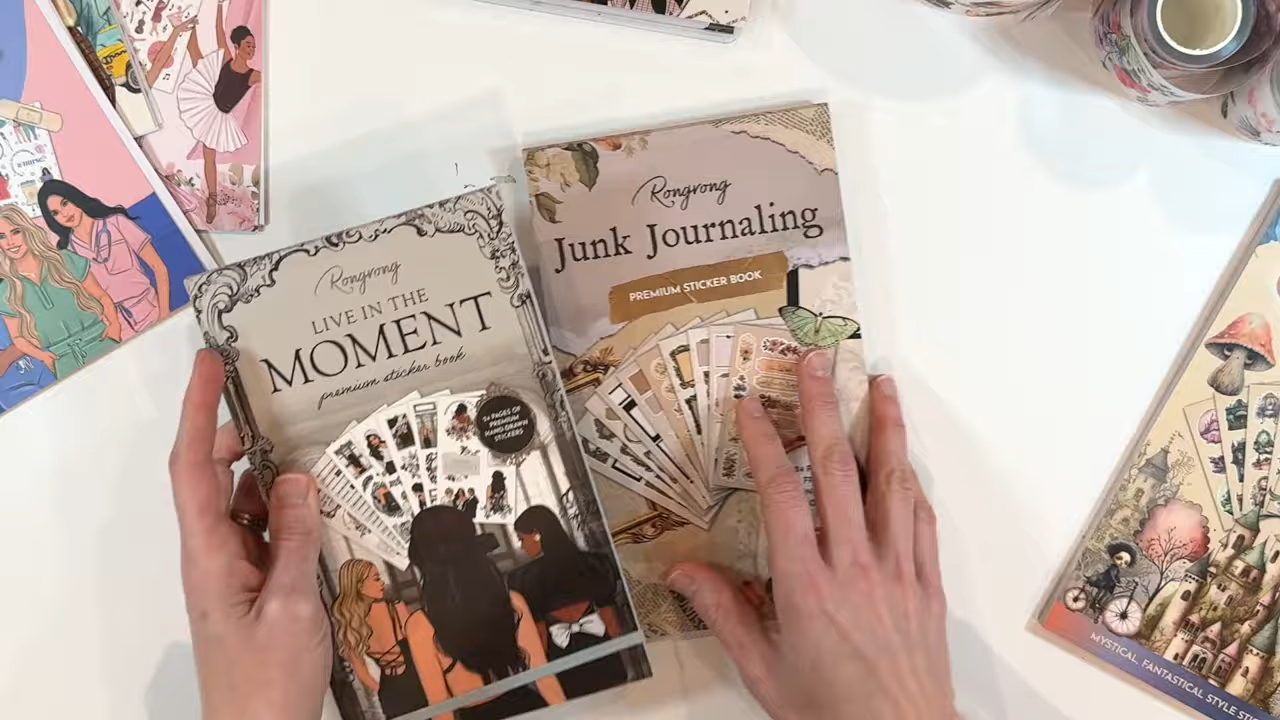 Rongrong
LIVE IN THE
MOMENT
premium sticker book
34 PAGES OF
PREMIUM
HAND DRAWN
STICKERS
Rongrong
Junk Journaling
PREMIUM STICKER BOOK
MYSTICAL, FANTASTICAL STYLE